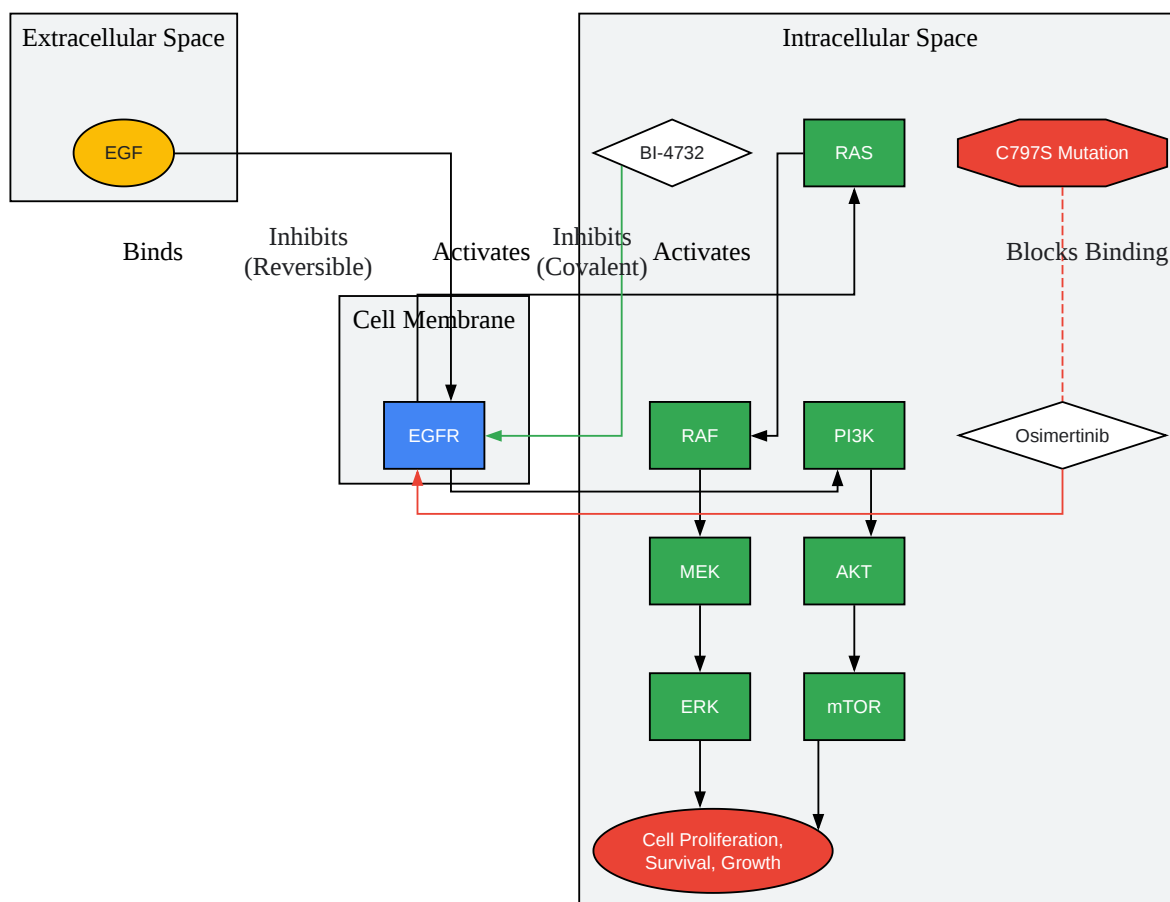 Extracellular Space
Intracellular Space
EGF
BI-4732
RAS
C797S Mutation
Binds
Inhibits
(Reversible)
Activates
Inhibits
(Covalent)
Activates
Blocks Binding
Cell Membrane
EGFR
RAF
PI3K
Osimertinib
MEK
AKT
ERK
mTOR
Cell Proliferation,
Survival, Growth